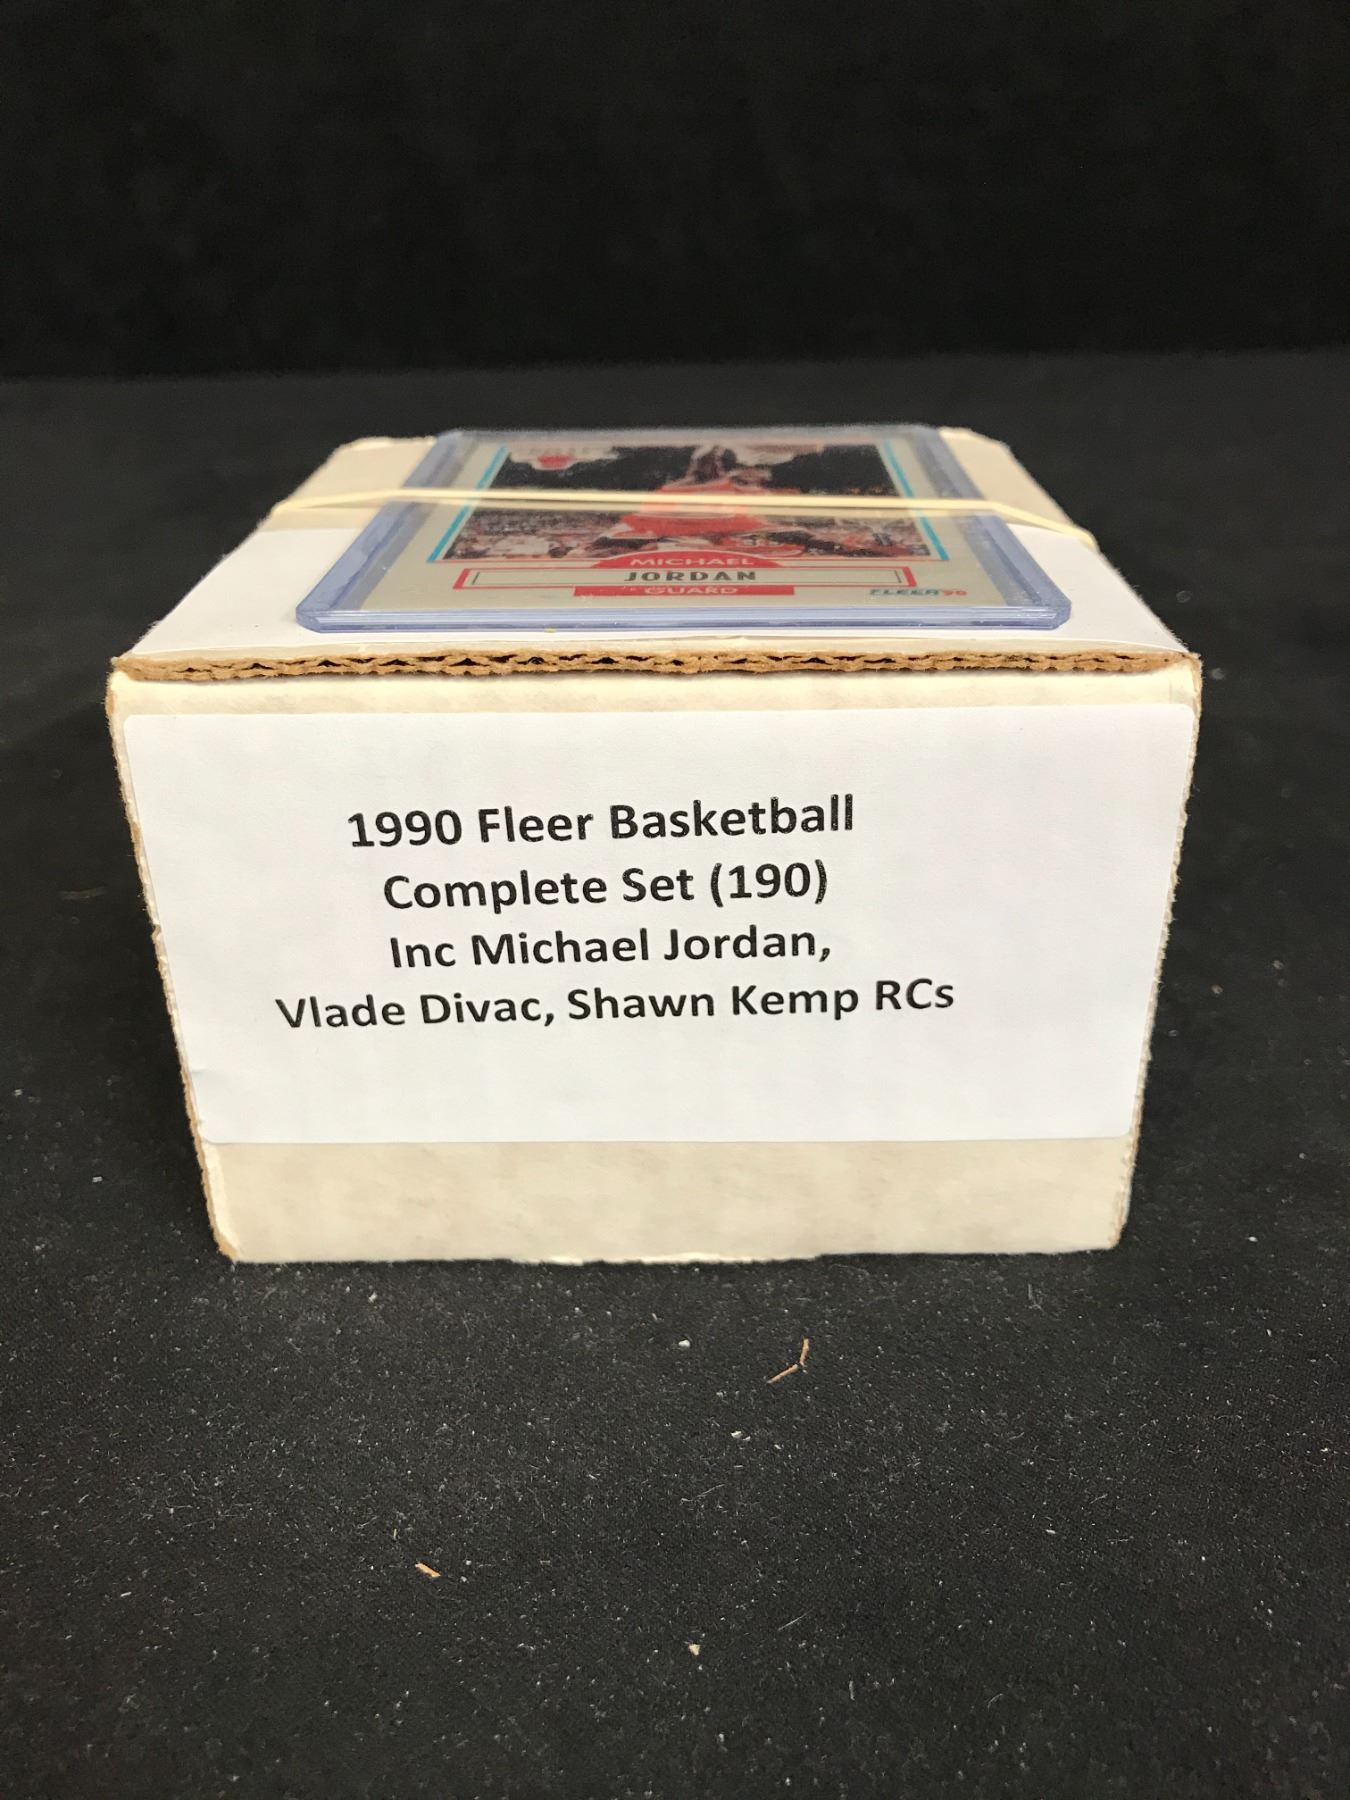 MICHAEL
JORDAN
GUARD
FLEER '90
1990 Fleer Basketball
Complete Set (190)
Inc Michael Jordan,
Vlade Divac, Shawn Kemp RCs